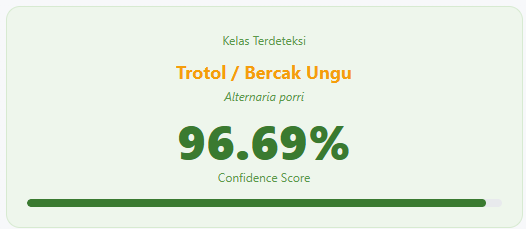 Kelas Terdeteksi
Trotol / Bercak Ungu
Alternaria porri
96.69%
Confidence Score